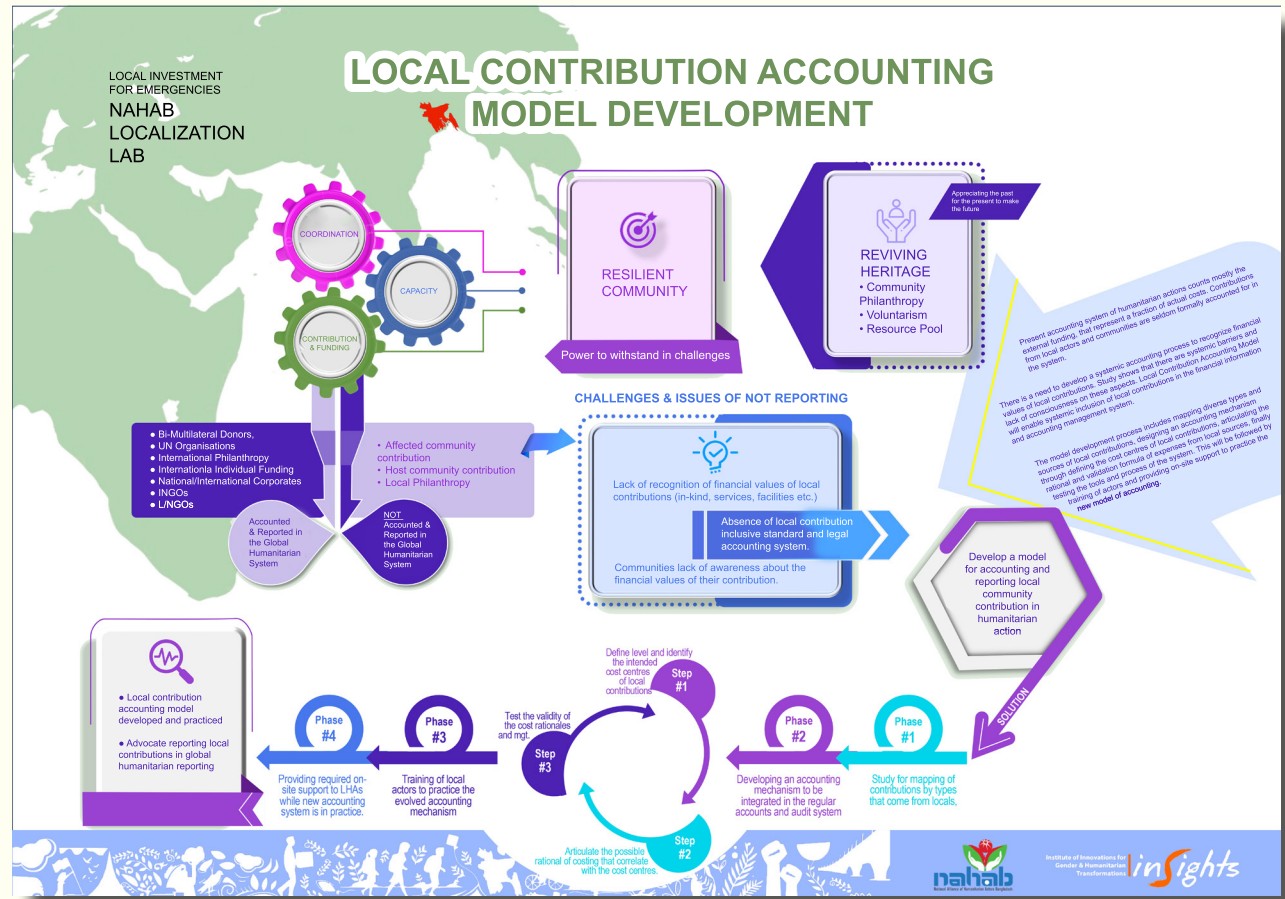 LOCAL INVESTMENT
FOR EMERGENCIES
NAHAB
LOCALIZATION
LAB
LOCAL CONTRIBUTION ACCOUNTING
MODEL DEVELOPMENT
COORDINATION
CAPACITY
CONTRIBUTION
& FUNDING
RESILIENT
COMMUNITY
Power to withstand in challenges
Appreciating the past
for the present to make
the future
REVIVING
HERITAGE
• Community
Philanthropy
• Voluntarism
• Resource Pool
Present accounting system of humanitarian actions counts mostly the
external funding, that represent a fraction of actual costs. Contributions
from local actors and communities are seldom formally accounted for in
the system.
There is a need to develop a systemic accounting process to recognize financial
values of local contributions. Study shows that there are systemic barriers and
lack of consciousness on these aspects. Local Contribution Accounting Model
will enable systemic inclusion of local contributions in the financial information
and accounting management system.
The model development process includes mapping diverse types and
sources of local contributions, designing an accounting mechanism
through defining the cost centres of local contributions, articulating the
rational and validation formula of expenses from local sources, finally
testing the tools and process of the system. This will be followed by
training of actors and providing on-site support to practice the
new model of accounting.
● Bi-Multilateral Donors,
● UN Organisations
● International Philanthropy
● Internationla Individual Funding
● National/International Corporates
● INGOs
● L/NGOs
• Affected community
contribution
• Host community contribution
• Local Philanthropy
Accounted
& Reported in
the Global
Humanitarian
System
NOT
Accounted &
Reported in
the Global
Humanitarian
System
CHALLENGES & ISSUES OF NOT REPORTING
Lack of recognition of financial values of local
contributions (in-kind, services, facilities etc.)
Absence of local contribution
inclusive standard and legal
accounting system.
Communities lack of awareness about the
financial values of their contribution.
Develop a model
for accounting and
reporting local
community
contribution in
humanitarian
action
SOLUTION
Phase
#1
Study for mapping of
contributions by types
that come from locals.
Phase
#2
Developing an accounting
mechanism to be
integrated in the regular
accounts and audit system
Define level and identify
the intended
cost centres
of local
contributions
Step
#1
Step
#2
Articulate the possible
rational of costing that correlate
with the cost centres.
Test the validity of
the cost rationales
and mgt.
Step
#3
Phase
#3
Training of local
actors to practice the
evolved accounting
mechanism
Phase
#4
Providing required on-
site support to LHAs
while new accounting
system is in practice.
● Local contribution
accounting model
developed and practiced
● Advocate reporting local
contributions in global
humanitarian reporting
nahab
National Alliance of Humanitarian Actors Bangladesh
Institute of Innovations for
Gender & Humanitarian
Transformations
inSights